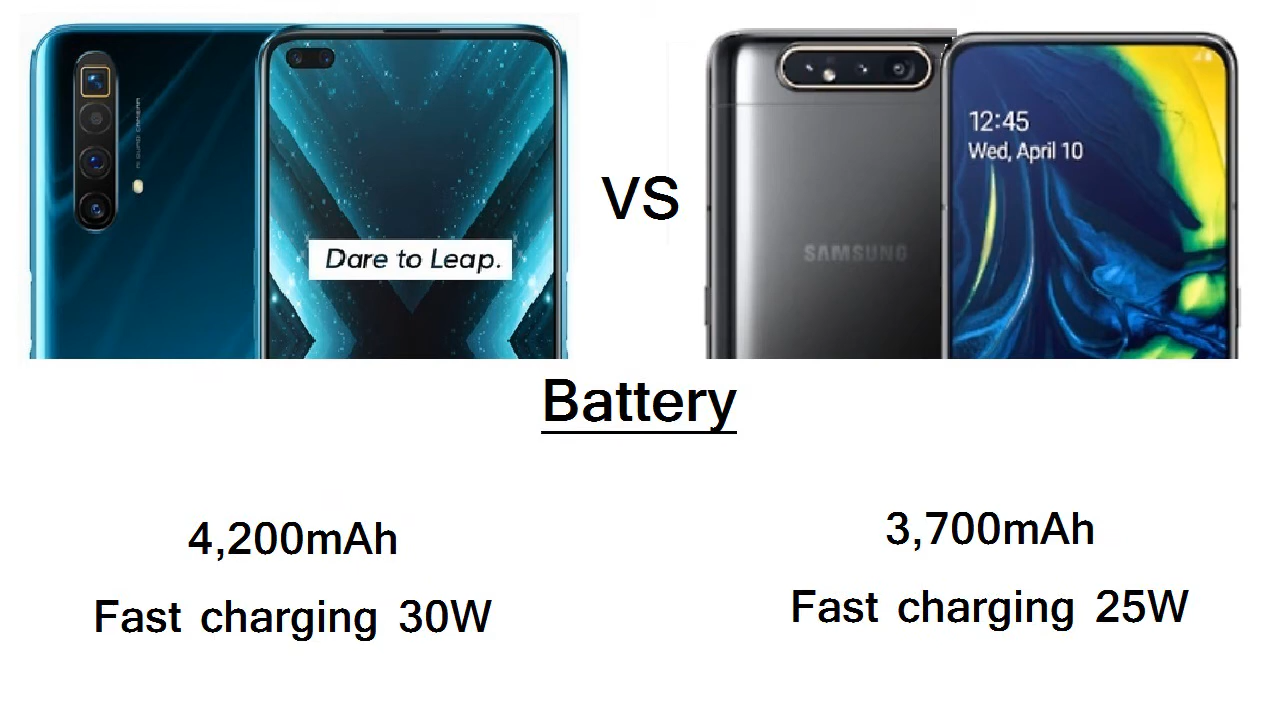 Dare to Leap.
VS
12:45
Wed, April 10
SAMSUNG
Battery
4,200mAh
Fast charging 30W
3,700mAh
Fast charging 25W